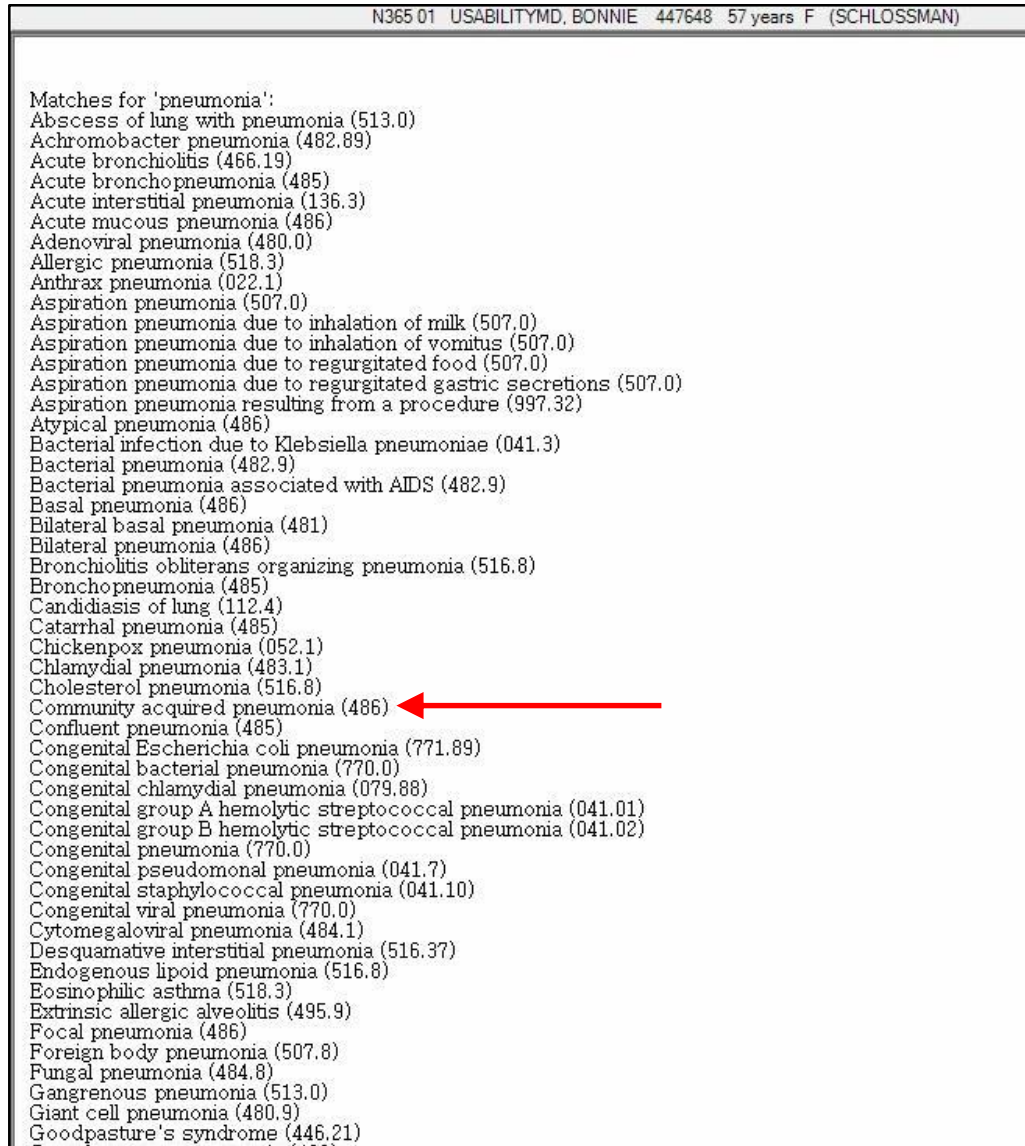 N365 01 USABILITYMD, BONNIE 447648 57 years F (SCHLOSSMAN)
Matches for 'pneumonia':
Abscess of lung with pneumonia (513.0)
Achromobacter pneumonia (482.89)
Acute bronchiolitis (466.19)
Acute bronchopneumonia (485)
Acute interstitial pneumonia (136.3)
Acute mucous pneumonia (486)
Adenoviral pneumonia (480.0)
Allergic pneumonia (518.3)
Anthrax pneumonia (022.1)
Aspiration pneumonia (507.0)
Aspiration pneumonia due to inhalation of milk (507.0)
Aspiration pneumonia due to inhalation of vomitus (507.0)
Aspiration pneumonia due to regurgitated food (507.0)
Aspiration pneumonia due to regurgitated gastric secretions (507.0)
Aspiration pneumonia resulting from a procedure (997.32)
Atypical pneumonia (486)
Bacterial infection due to Klebsiella pneumoniae (041.3)
Bacterial pneumonia (482.9)
Bacterial pneumonia associated with AIDS (482.9)
Basal pneumonia (486)
Bilateral basal pneumonia (481)
Bilateral pneumonia (486)
Bronchiolitis obliterans organizing pneumonia (516.8)
Bronchopneumonia (485)
Candidiasis of lung (112.4)
Catarrhal pneumonia (485)
Chickenpox pneumonia (052.1)
Chlamydial pneumonia (483.1)
Cholesterol pneumonia (516.8)
Community acquired pneumonia (486)
Confluent pneumonia (485)
Congenital Escherichia coli pneumonia (771.89)
Congenital bacterial pneumonia (770.0)
Congenital chlamydial pneumonia (079.88)
Congenital group A hemolytic streptococcal pneumonia (041.01)
Congenital group B hemolytic streptococcal pneumonia (041.02)
Congenital pneumonia (770.0)
Congenital pseudomonal pneumonia (041.7)
Congenital staphylococcal pneumonia (041.10)
Congenital viral pneumonia (770.0)
Cytomegaloviral pneumonia (484.1)
Desquamative interstitial pneumonia (516.37)
Endogenous lipoid pneumonia (516.8)
Eosinophilic asthma (518.3)
Extrinsic allergic alveolitis (495.9)
Focal pneumonia (486)
Foreign body pneumonia (507.8)
Fungal pneumonia (484.8)
Gangrenous pneumonia (513.0)
Giant cell pneumonia (480.9)
Goodpasture's syndrome (446.21)